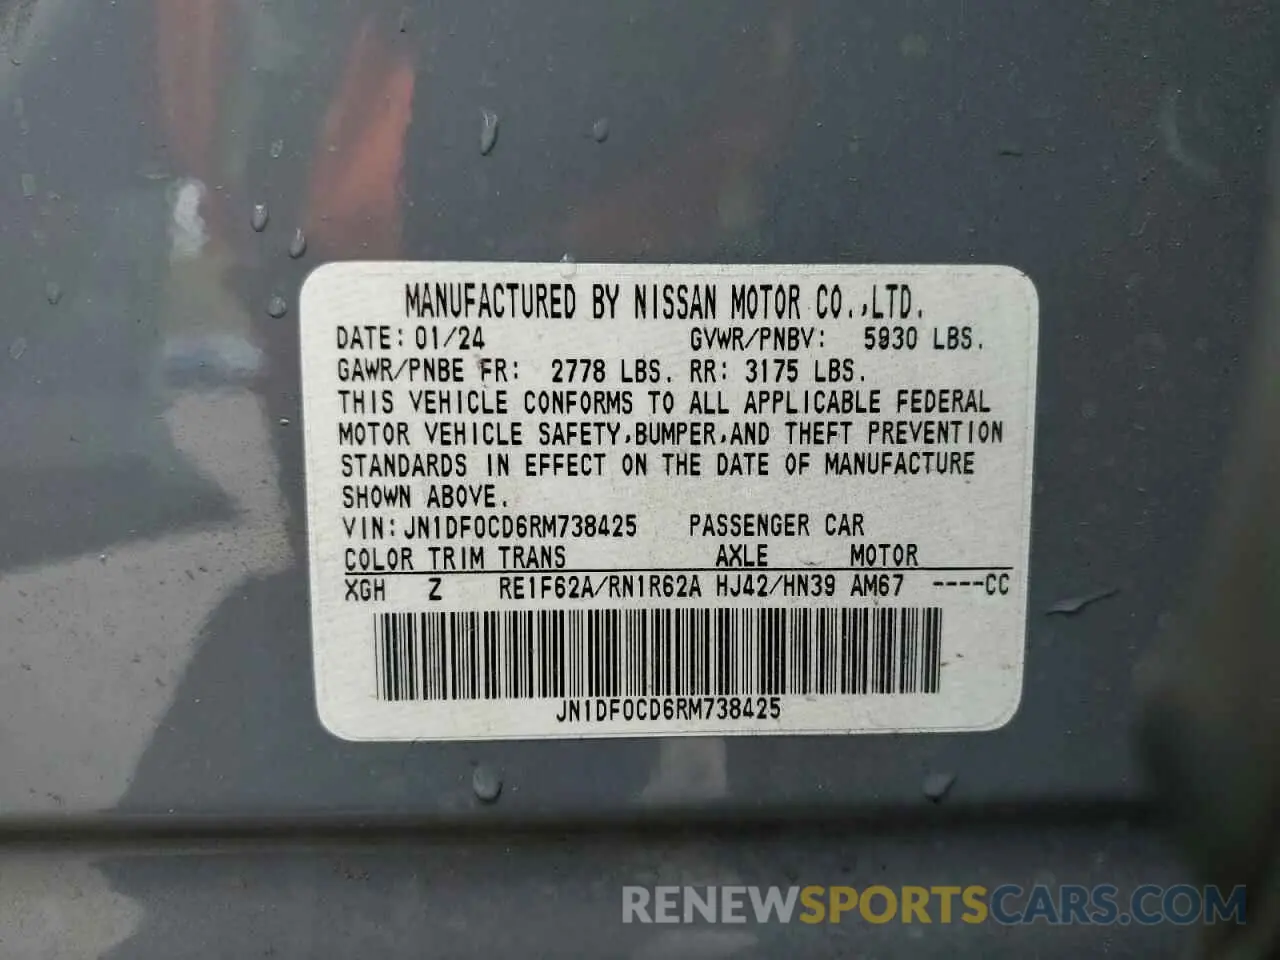 MANUFACTURED BY NISSAN MOTOR CO.,LTD.
DATE: 01/24 GVWR/PNBV: 5930 LBS.
GAWR/PNBE FR: 2778 LBS. RR: 3175 LBS.
THIS VEHICLE CONFORMS TO ALL APPLICABLE FEDERAL
MOTOR VEHICLE SAFETY,BUMPER,AND THEFT PREVENTION
STANDARDS IN EFFECT ON THE DATE OF MANUFACTURE
SHOWN ABOVE.
VIN: JN1DF0CD6RM738425 PASSENGER CAR
COLOR TRIM TRANS AXLE MOTOR
XGH Z RE1F62A/RN1R62A HJ42/HN39 AM67 ----CC
JN1DF0CD6RM738425
RENEWSPORTSCARS.COM